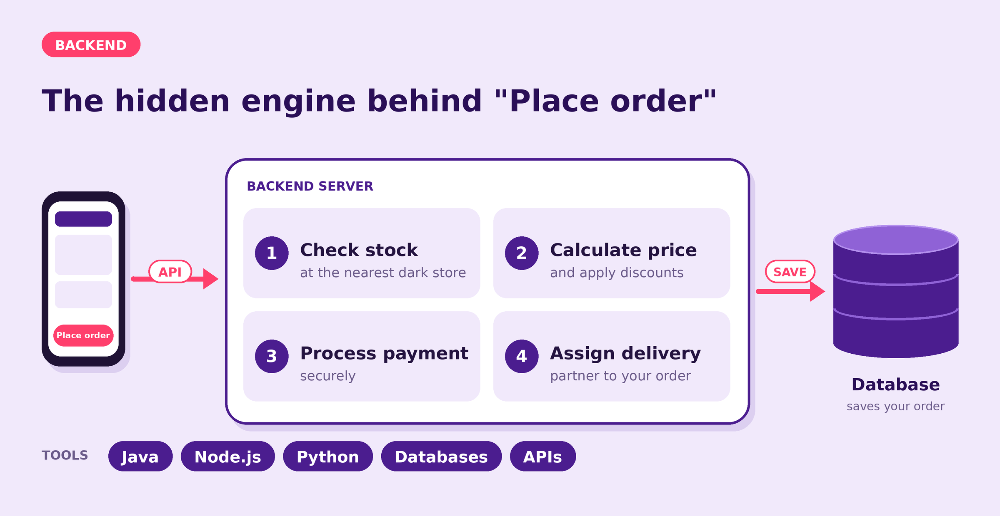 BACKEND
The hidden engine behind "Place order"
BACKEND SERVER
Place order
API
1
Check stock
at the nearest dark store
2
Calculate price
and apply discounts
3
Process payment
securely
4
Assign delivery
partner to your order
SAVE
Database
saves your order
TOOLS
Java
Node.js
Python
Databases
APIs